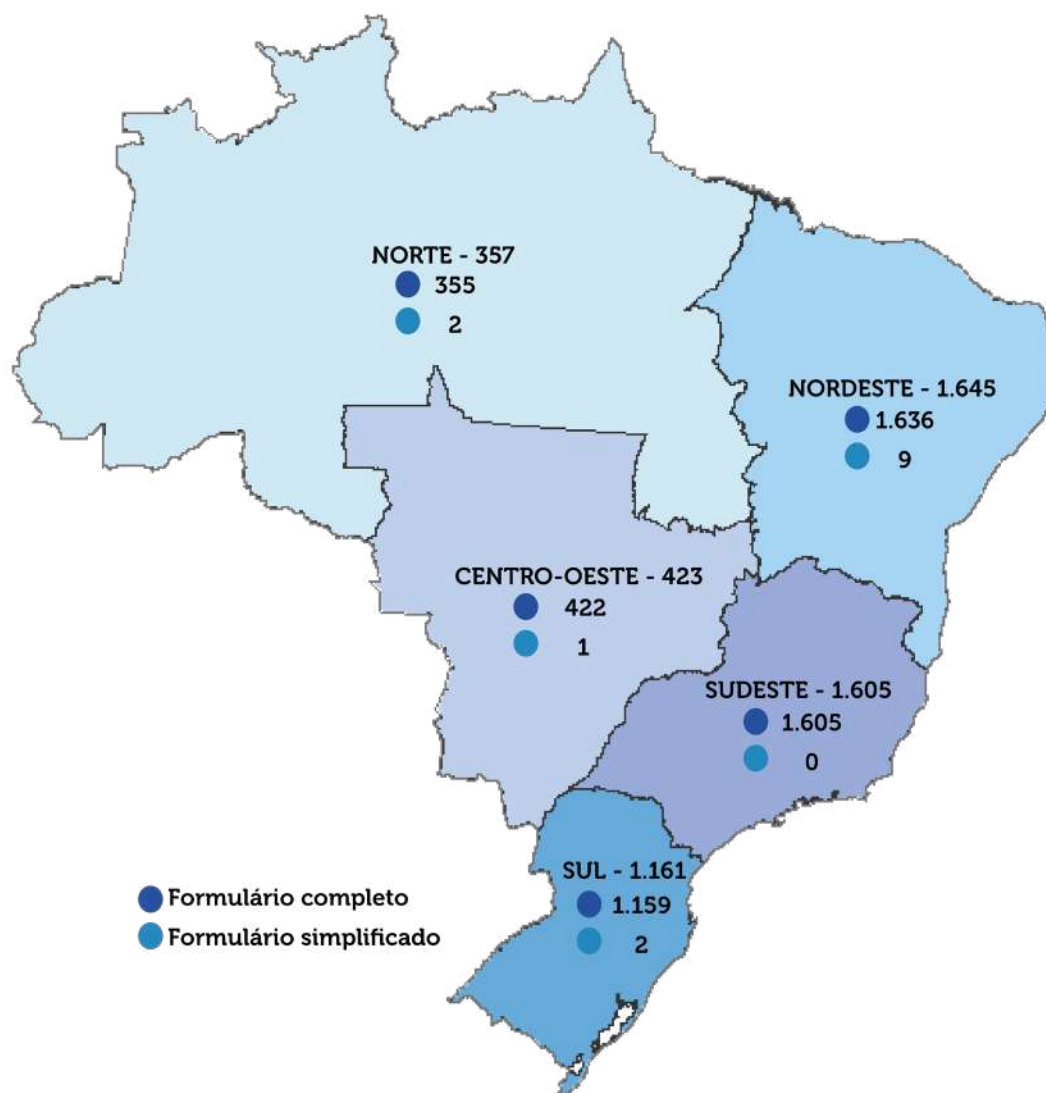 NORTE - 357
355
2
NORDESTE - 1.645
1.636
9
CENTRO-OESTE - 423
422
1
SUDESTE - 1.605
1.605
0
SUL - 1.161
1.159
2
Formulário completo
Formulário simplificado